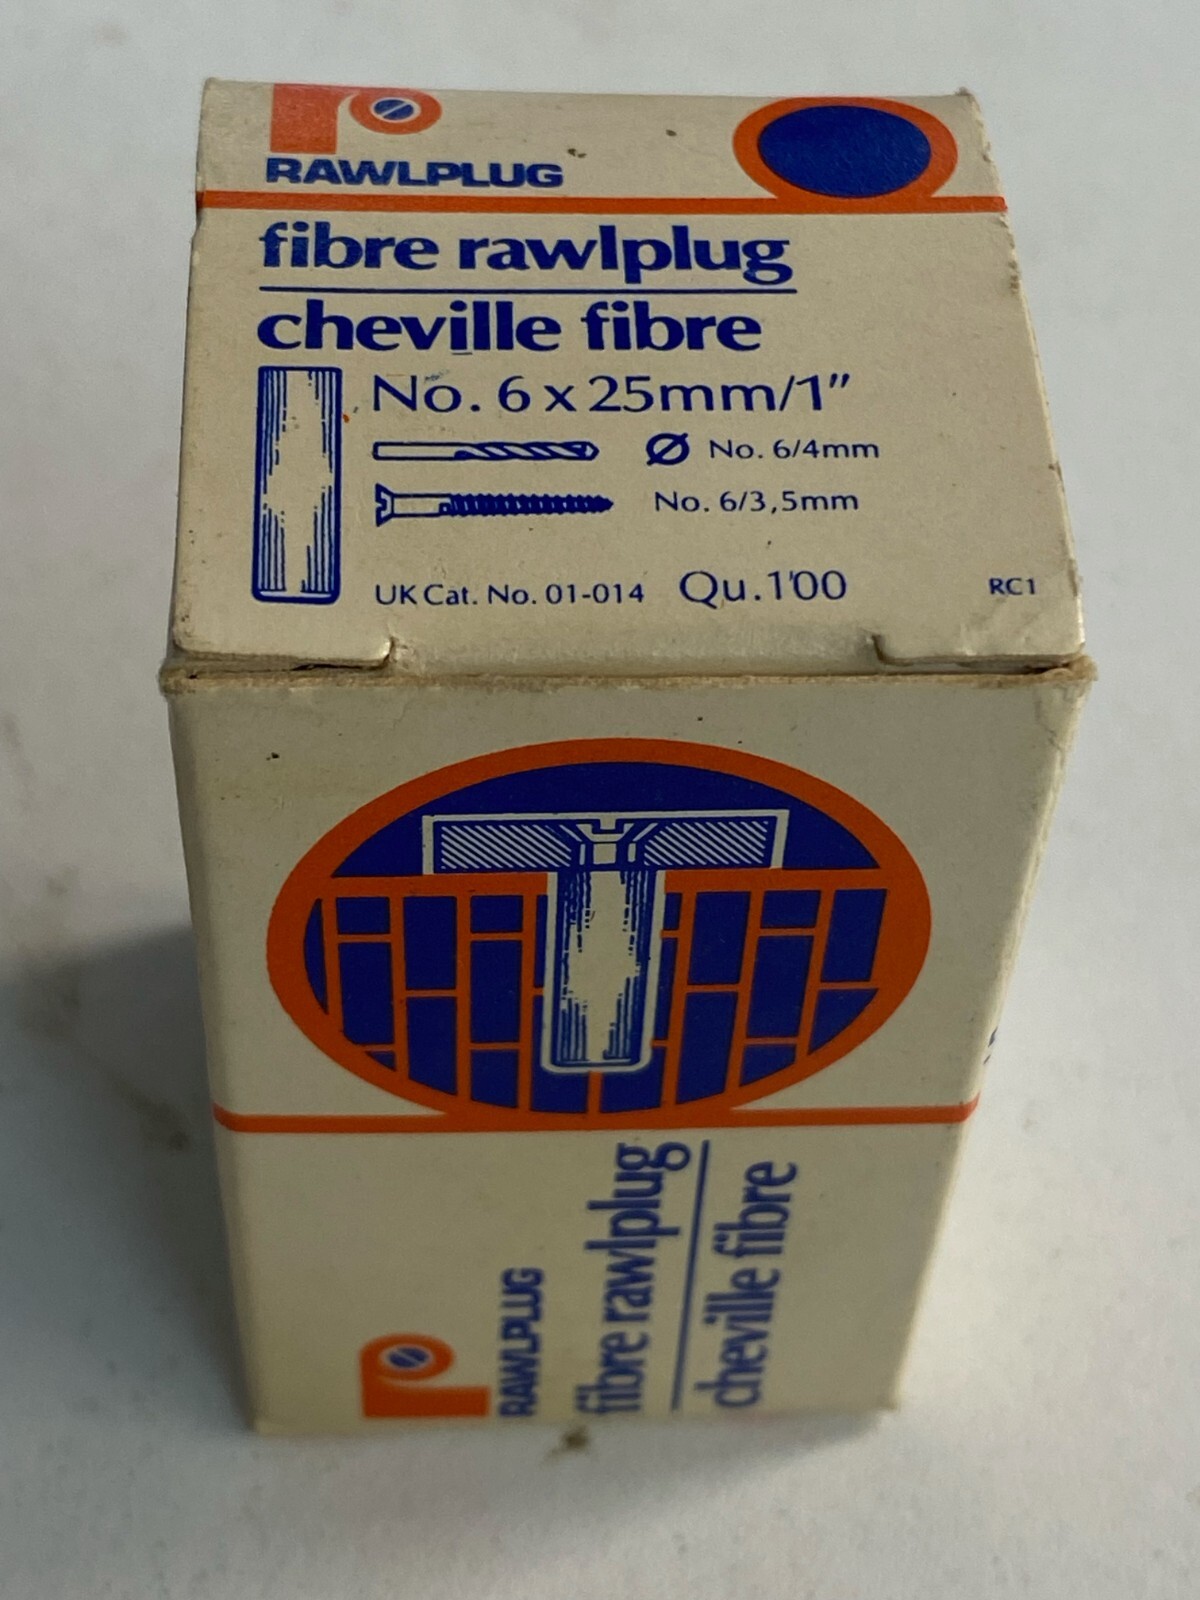 RAWLPLUG
fibre rawlplug
cheville fibre
No. 6 x 25mm/1"
Ø No. 6/4mm
No. 6/3,5mm
UK Cat. No. 01-014 Qu.100 RC1
RAWLPLUG
fibre rawlplug
cheville fibre